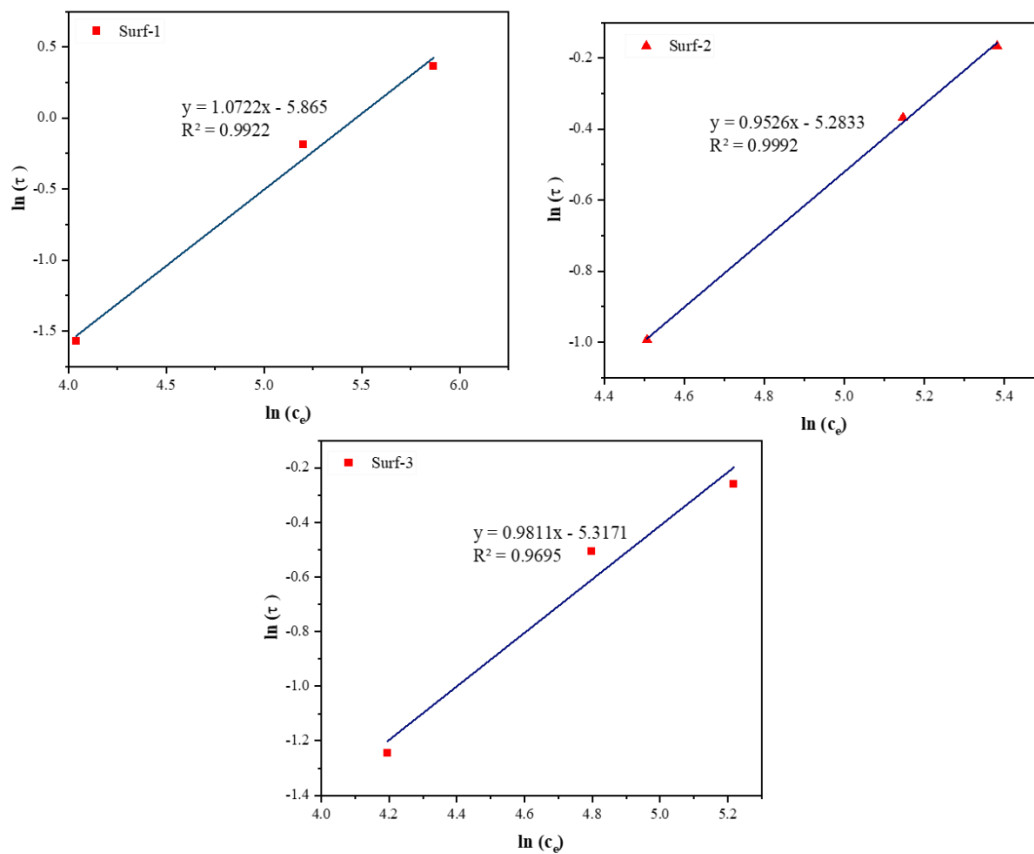 Surf-1
y = 1.0722x - 5.865
R² = 0.9922
0.5
0.0
-0.5
-1.0
-1.5
ln (τ )
4.0 4.5 5.0 5.5 6.0
ln (cₑ)
Surf-2
y = 0.9526x - 5.2833
R² = 0.9992
-0.2
-0.4
-0.6
-0.8
-1.0
ln (τ )
4.4 4.6 4.8 5.0 5.2 5.4
ln (cₑ)
Surf-3
y = 0.9811x - 5.3171
R² = 0.9695
-0.2
-0.4
-0.6
-0.8
-1.0
-1.2
-1.4
ln (τ )
4.0 4.2 4.4 4.6 4.8 5.0 5.2
ln (cₑ)